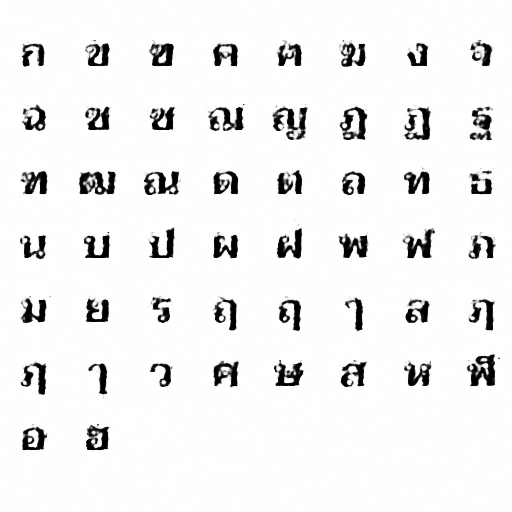 ก ข ฃ ค ฅ ฆ ง จ
ฉ ช ซ ฌ ญ ฎ ฏ ฐ
ฑ ฒ ณ ด ต ถ ท ธ
น บ ป ผ ฝ พ ฟ ภ
ม ย ร ฤ ฤ ๅ ล ฦ
ฦ ๅ ว ศ ษ ส ห ฬ
อ ฮ